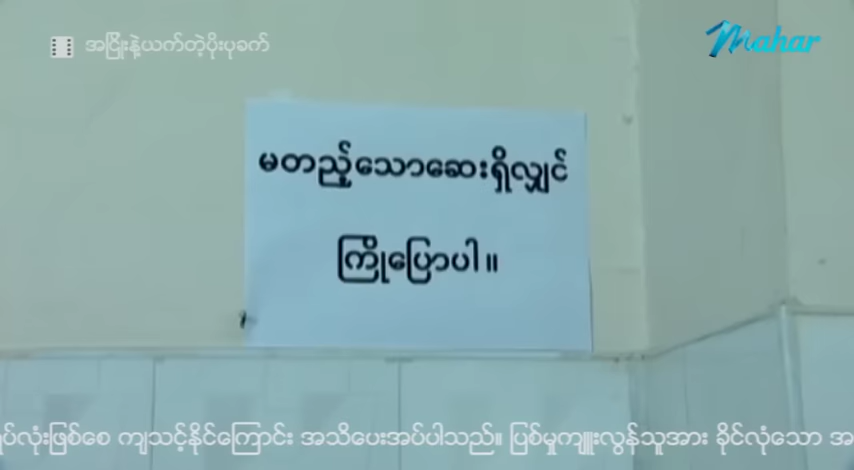 အငြိုးနဲ့ယက်တဲ့ပိုးပုခက်
Mahar
မတည့်သောဆေးရှိလျှင်
ကြိုပြောပါ။
ရုပ်လုံးဖြစ်စေ ကျသင့်နိုင်ကြောင်း အသိပေးအပ်ပါသည်။ ပြစ်မှုကျူးလွန်သူအား ခိုင်လုံသော အ